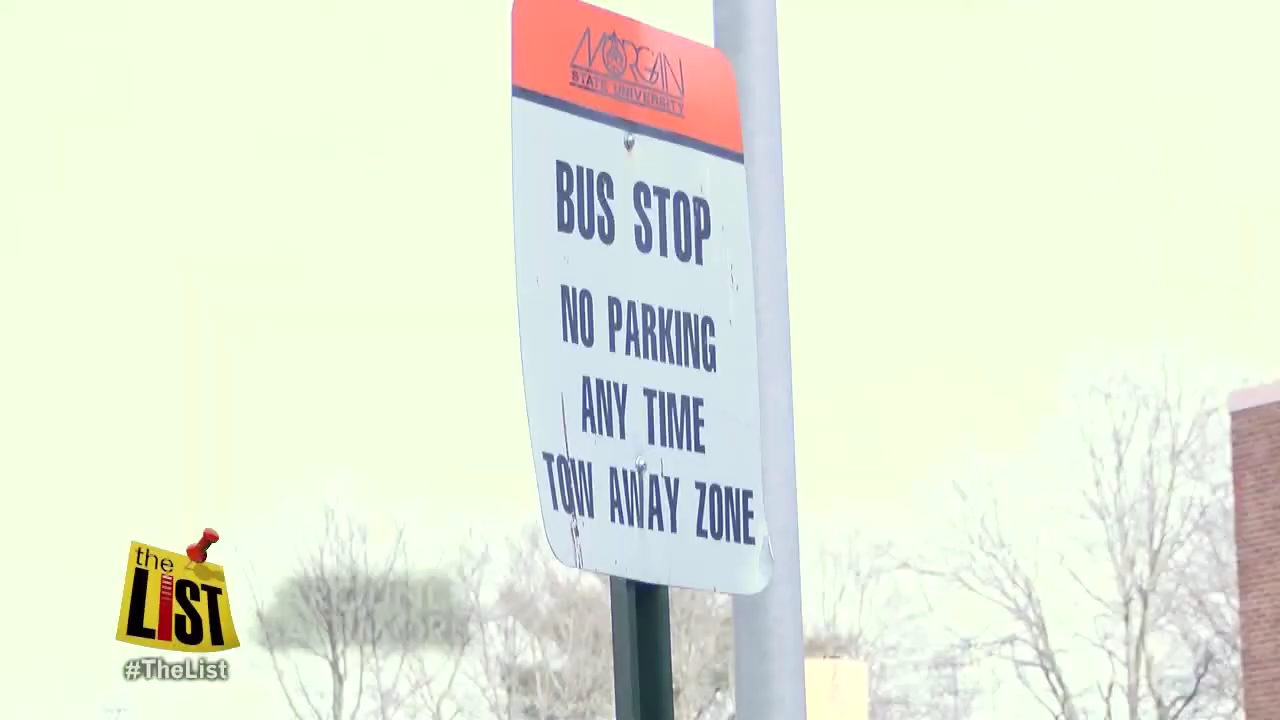 MORGAN
STATE UNIVERSITY
BUS STOP
NO PARKING
ANY TIME
TOW AWAY ZONE
the
LIST
#TheList